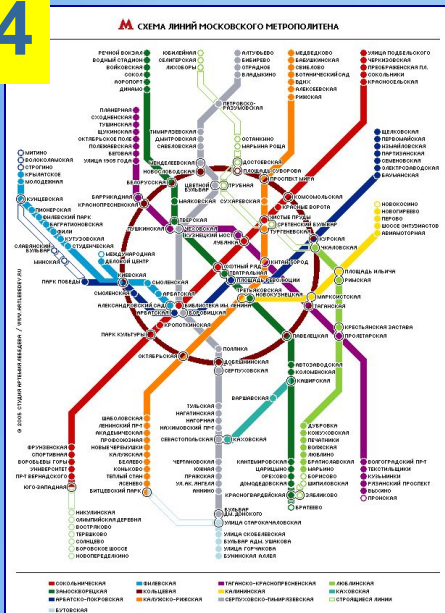 4
М СХЕМА ЛИНИЙ МОСКОВСКОГО МЕТРОПОЛИТЕНА
РЕЧНОЙ ВОКЗАЛ
ВОДНЫЙ СТАДИОН
ВОЙКОВСКАЯ
СОКОЛ
АЭРОПОРТ
ДИНАМО
ЮБИЛЕЙНАЯ
СЕЛИГЕРСКАЯ
ЛИХОБОРЫ
АЛТУФЬЕВО
БИБИРЕВО
ОТРАДНОЕ
ВЛАДЫКИНО
МЕДВЕДКОВО
БАБУШКИНСКАЯ
СВИБЛОВО
БОТАНИЧЕСКИЙ САД
ВДНХ
АЛЕКСЕЕВСКАЯ
РИЖСКАЯ
УЛИЦА ПОДБЕЛЬСКОГО
ЧЕРКИЗОВСКАЯ
ПРЕОБРАЖЕНСКАЯ ПЛ.
СОКОЛЬНИКИ
КРАСНОСЕЛЬСКАЯ
ПЕТРОВСКО-
РАЗУМОВСКАЯ
ПЛАНЕРНАЯ
СХОДНЕНСКАЯ
ТУШИНСКАЯ
ЩУКИНСКАЯ
ОКТЯБРЬСКОЕ ПОЛЕ
ПОЛЕЖАЕВСКАЯ
БЕГОВАЯ
УЛИЦА 1905 ГОДА
ТИМИРЯЗЕВСКАЯ
ДМИТРОВСКАЯ
САВЕЛОВСКАЯ
ОСТАНКИНО
МАРЬИНА РОЩА
ЩЕЛКОВСКАЯ
ПЕРВОМАЙСКАЯ
ИЗМАЙЛОВСКАЯ
ПАРТИЗАНСКАЯ
СЕМЕНОВСКАЯ
ЭЛЕКТРОЗАВОДСКАЯ
БАУМАНСКАЯ
МИТИНО
ВОЛОКОЛАМСКАЯ
СТРОГИНО
КРЫЛАТСКОЕ
МОЛОДЕЖНАЯ
МЕНДЕЛЕЕВСКАЯ
НОВОСЛОБОДСКАЯ
ДОСТОЕВСКАЯ
ПЛОЩАДЬ СУВОРОВА
ПРОСПЕКТ МИРА
БЕЛОРУССКАЯ
ЦВЕТНОЙ
БУЛЬВАР
ТРУБНАЯ
КУНЦЕВСКАЯ
ПИОНЕРСКАЯ
ФИЛЕВСКИЙ ПАРК
БАГРАТИОНОВСКАЯ
ФИЛИ
КУТУЗОВСКАЯ
СТУДЕНЧЕСКАЯ
СЛАВЯНСКИЙ
БУЛЬВАР
МИНСКАЯ
БАРРИКАДНАЯ
КРАСНОПРЕСНЕНСКАЯ
МАЯКОВСКАЯ
СУХАРЕВСКАЯ
КОМСОМОЛЬСКАЯ
КРАСНЫЕ ВОРОТА
НОВОКОСИНО
НОВОГИРЕЕВО
ПЕРОВО
ШОССЕ ЭНТУЗИАСТОВ
АВИАМОТОРНАЯ
ТВЕРСКАЯ
ПУШКИНСКАЯ
ЧЕХОВСКАЯ
КУЗНЕЦКИЙ МОСТ
ЛУБЯНКА
ЧИСТЫЕ ПРУДЫ
СРЕТЕНСКИЙ БУЛЬВАР
ТУРГЕНЕВСКАЯ
КУРСКАЯ
ЧКАЛОВСКАЯ
МЕЖДУНАРОДНАЯ
ДЕЛОВОЙ ЦЕНТР
ОХОТНЫЙ РЯД
ТЕАТРАЛЬНАЯ
ПЛОЩАДЬ РЕВОЛЮЦИИ
КИТАЙ-ГОРОД
ПЛОЩАДЬ ИЛЬИЧА
РИМСКАЯ
ПАРК ПОБЕДЫ
КИЕВСКАЯ
СМОЛЕНСКАЯ
СМОЛЕНСКАЯ
АРБАТСКАЯ
АЛЕКСАНДРОВСКИЙ САД
БИБЛИОТЕКА ИМ. ЛЕНИНА
АРБАТСКАЯ
БОРОВИЦКАЯ
ТРЕТЬЯКОВСКАЯ
НОВОКУЗНЕЦКАЯ
МАРКСИСТСКАЯ
ТАГАНСКАЯ
КРОПОТКИНСКАЯ
ПАРК КУЛЬТУРЫ
ОКТЯБРЬСКАЯ
ПОЛЯНКА
ДОБРЫНИНСКАЯ
СЕРПУХОВСКАЯ
ПАВЕЛЕЦКАЯ
КРЕСТЬЯНСКАЯ ЗАСТАВА
ПРОЛЕТАРСКАЯ
АВТОЗАВОДСКАЯ
КОЛОМЕНСКАЯ
КАШИРСКАЯ
ВАРШАВСКАЯ
ТУЛЬСКАЯ
НАГАТИНСКАЯ
НАГОРНАЯ
НАХИМОВСКИЙ ПР-Т
СЕВАСТОПОЛЬСКАЯ
КАХОВСКАЯ
ШАБОЛОВСКАЯ
ЛЕНИНСКИЙ ПР-Т
АКАДЕМИЧЕСКАЯ
ПРОФСОЮЗНАЯ
НОВЫЕ ЧЕРЕМУШКИ
КАЛУЖСКАЯ
БЕЛЯЕВО
КОНЬКОВО
ТЕПЛЫЙ СТАН
ЯСЕНЕВО
БИТЦЕВСКИЙ ПАРК
ФРУНЗЕНСКАЯ
СПОРТИВНАЯ
ВОРОБЬЕВЫ ГОРЫ
УНИВЕРСИТЕТ
ПР-Т ВЕРНАДСКОГО
ЮГО-ЗАПАДНАЯ
ЧЕРТАНОВСКАЯ
ЮЖНАЯ
ПРАЖСКАЯ
УЛ. АК. ЯНГЕЛЯ
АННИНО
КАНТЕМИРОВСКАЯ
ЦАРИЦЫНО
ОРЕХОВО
ДОМОДЕДОВСКАЯ
КРАСНОГВАРДЕЙСКАЯ
ДУБРОВКА
КОЖУХОВСКАЯ
ПЕЧАТНИКИ
ВОЛЖСКАЯ
ЛЮБЛИНО
БРАТИСЛАВСКАЯ
МАРЬИНО
БОРИСОВО
ШИПИЛОВСКАЯ
ЗЯБЛИКОВО
БРАТЕЕВО
ВОЛГОГРАДСКИЙ ПР-Т
ТЕКСТИЛЬЩИКИ
КУЗЬМИНКИ
РЯЗАНСКИЙ ПРОСПЕКТ
ВЫХИНО
ПРОНСКАЯ
НИКУЛИНСКАЯ
ОЛИМПИЙСКАЯ ДЕРЕВНЯ
ВОСТРЯКОВО
ТЕРЕШКОВО
СОЛНЦЕВО
БОРОВСКОЕ ШОССЕ
НОВОПЕРЕДЕЛКИНО
БУЛЬВАР
ДМ. ДОНСКОГО
УЛИЦА СТАРОКАЧАЛОВСКАЯ
УЛИЦА СКОБЕЛЕВСКАЯ
БУЛЬВАР АДМ. УШАКОВА
УЛИЦА ГОРЧАКОВА
БУНИНСКАЯ АЛЛЕЯ
© 2005 СТУДИЯ АРТЕМИЯ ЛЕБЕДЕВА / WWW.ARTLEBEDEV.RU
СОКОЛЬНИЧЕСКАЯ
ЗАМОСКВОРЕЦКАЯ
АРБАТСКО-ПОКРОВСКАЯ
ФИЛЕВСКАЯ
КОЛЬЦЕВАЯ
КАЛУЖСКО-РИЖСКАЯ
ТАГАНСКО-КРАСНОПРЕСНЕНСКАЯ
КАЛИНИНСКАЯ
СЕРПУХОВСКО-ТИМИРЯЗЕВСКАЯ
ЛЮБЛИНСКАЯ
КАХОВСКАЯ
СТРОЯЩИЕСЯ ЛИНИИ
БУТОВСКАЯ